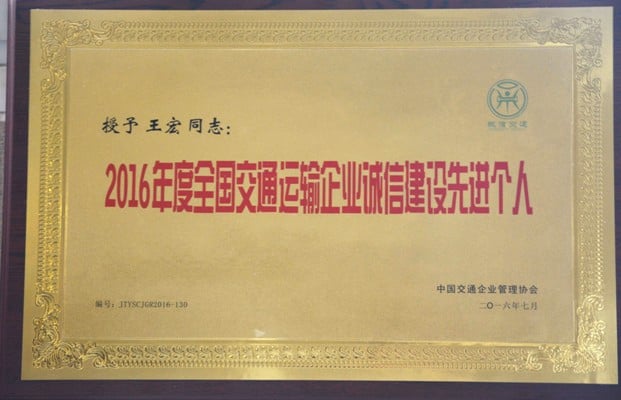 诚信交通
授予 王宏 同志：
2016年度全国交通运输企业诚信建设先进个人
中国交通企业管理协会
编号：JTYSCJGR2016-130
二〇一六年七月